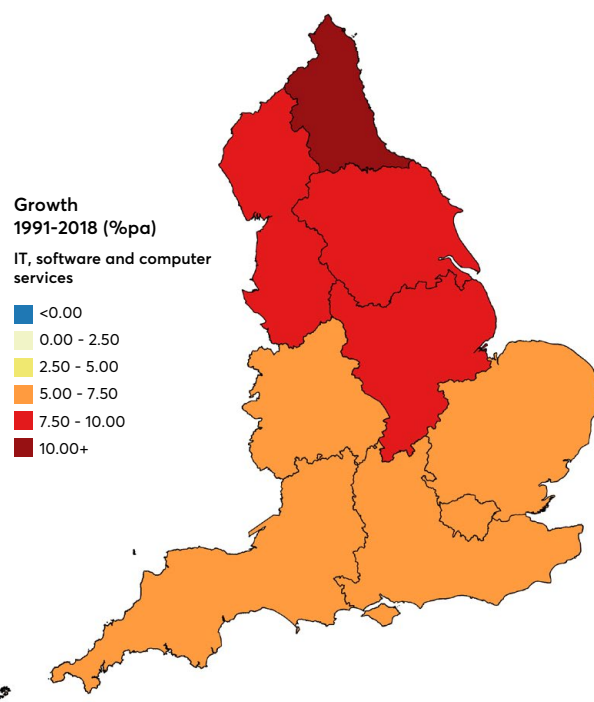 Growth
1991-2018 (%pa)
IT, software and computer
services
<0.00
0.00 - 2.50
2.50 - 5.00
5.00 - 7.50
7.50 - 10.00
10.00+